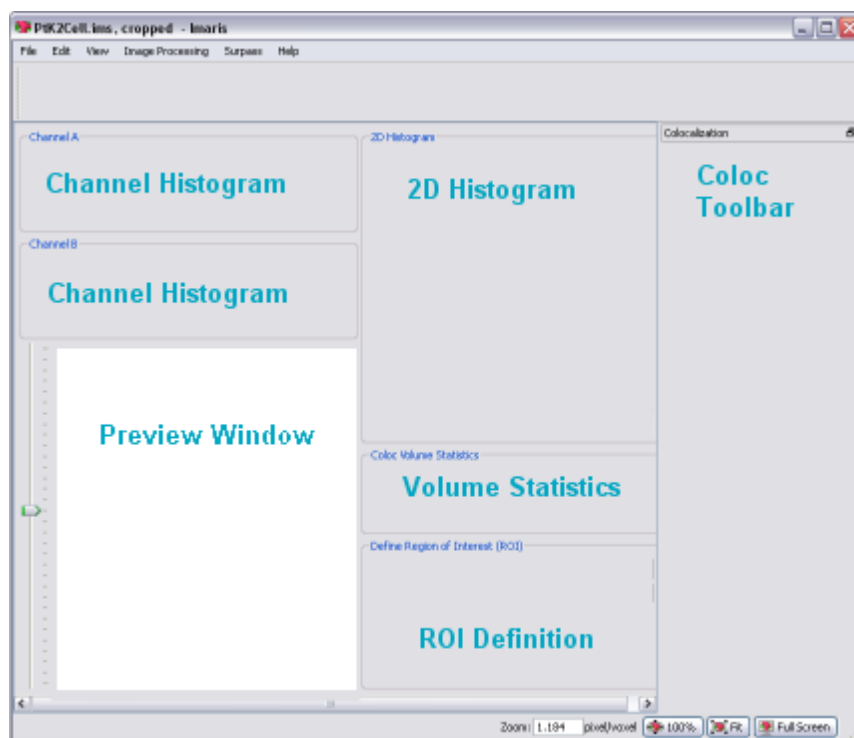 PtK2Cell.ims, cropped - Imaris
File Edit View Image Processing Surpass Help
Channel A
Channel Histogram
Channel B
Channel Histogram
Preview Window
2D Histogram
2D Histogram
Coloc Volume Statistics
Volume Statistics
Define Region of Interest (ROI)
ROI Definition
Colocalization
Coloc
Toolbar
Zoom: 1.184 pixel/voxel 100% Fit Full Screen